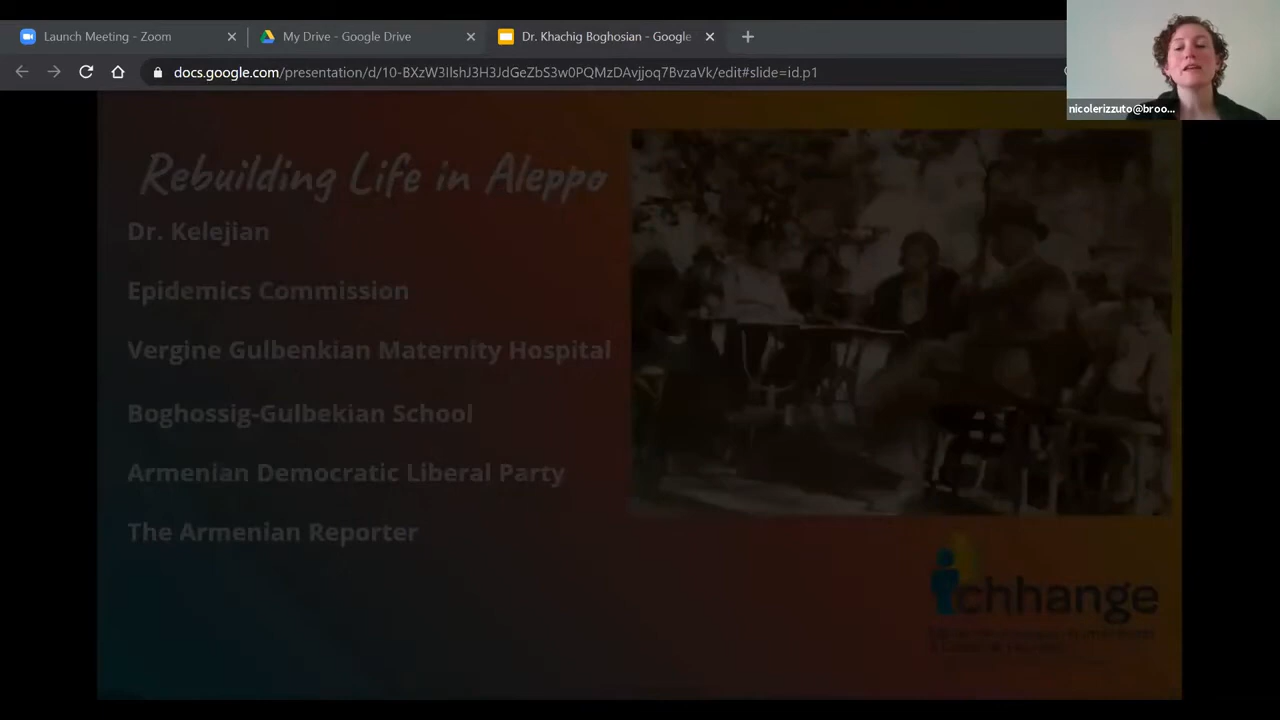 Launch Meeting - Zoom
My Drive - Google Drive
Dr. Khachig Boghosian - Google
docs.google.com/presentation/d/10-BXzW3IlshJ3H3JdGeZbS3w0PQMzDAvjjoq7BvzaVk/edit#slide=id.p1
nicolerizzuto@broo...
Rebuilding Life in Aleppo
Dr. Kelejian
Epidemics Commission
Vergine Gulbenkian Maternity Hospital
Boghossig-Gulbekian School
Armenian Democratic Liberal Party
The Armenian Reporter
chhange